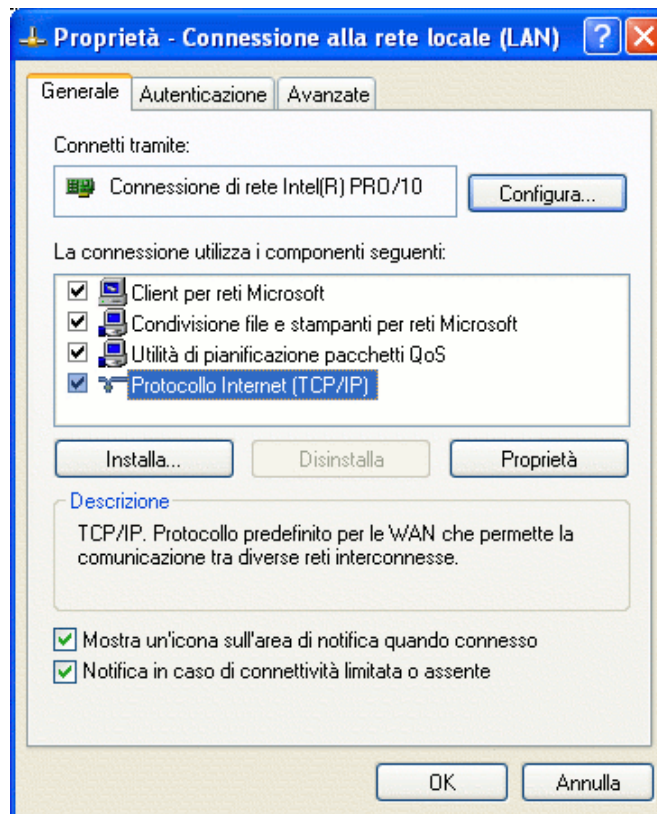 Proprietà - Connessione alla rete locale (LAN)
Generale Autenticazione Avanzate
Connetti tramite:
Connessione di rete Intel(R) PRO/10 Configura...
La connessione utilizza i componenti seguenti:
Client per reti Microsoft
Condivisione file e stampanti per reti Microsoft
Utilità di pianificazione pacchetti QoS
Protocollo Internet (TCP/IP)
Installa... Disinstalla Proprietà
Descrizione
TCP/IP. Protocollo predefinito per le WAN che permette la
comunicazione tra diverse reti interconnesse.
Mostra un'icona sull'area di notifica quando connesso
Notifica in caso di connettività limitata o assente
OK Annulla